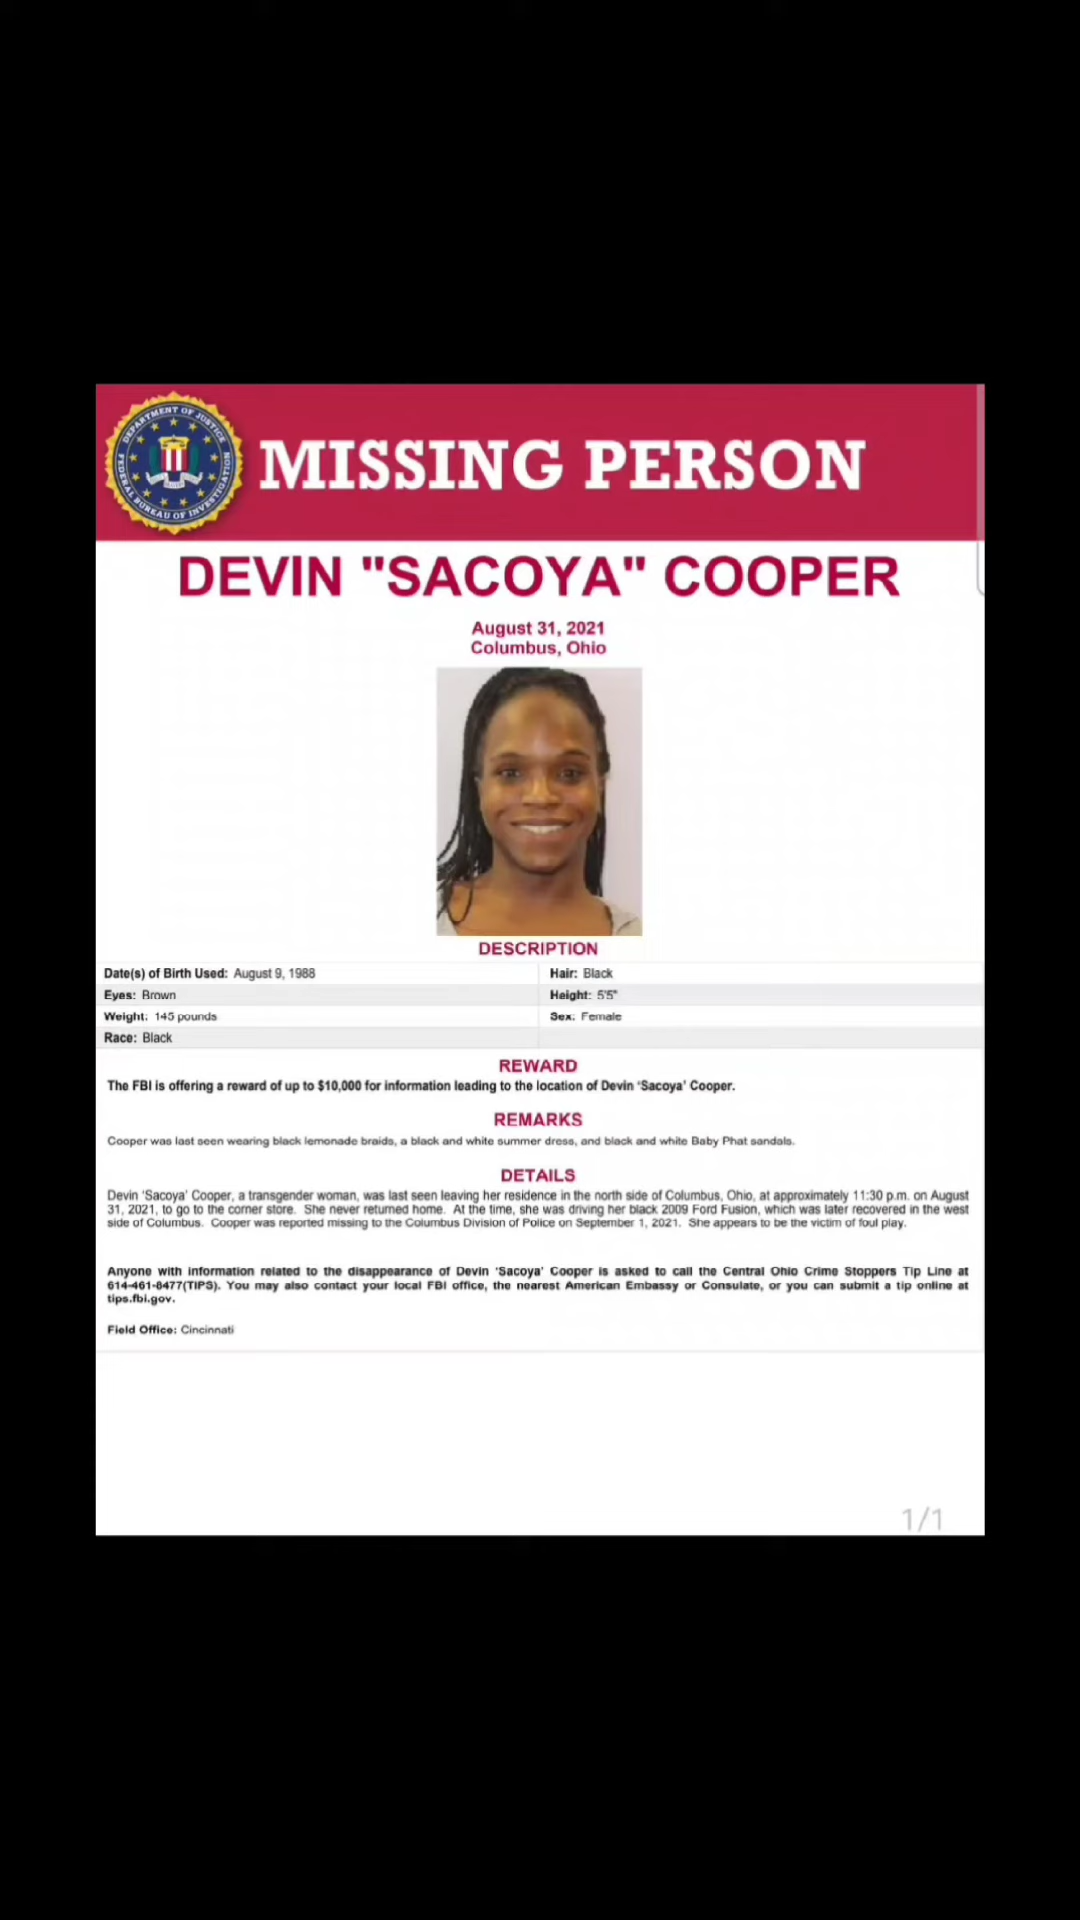 DEPARTMENT OF JUSTICE
FEDERAL BUREAU OF INVESTIGATION
MISSING PERSON
DEVIN "SACOYA" COOPER
August 31, 2021
Columbus, Ohio
DESCRIPTION
Date(s) of Birth Used: August 9, 1988
Hair: Black
Eyes: Brown
Height: 5'5"
Weight: 145 pounds
Sex: Female
Race: Black
REWARD
The FBI is offering a reward of up to $10,000 for information leading to the location of Devin 'Sacoya' Cooper.
REMARKS
Cooper was last seen wearing black lemonade braids, a black and white summer dress, and black and white Baby Phat sandals.
DETAILS
Devin 'Sacoya' Cooper, a transgender woman, was last seen leaving her residence in the north side of Columbus, Ohio, at approximately 11:30 p.m. on August
31, 2021, to go to the corner store. She never returned home. At the time, she was driving her black 2009 Ford Fusion, which was later recovered in the west
side of Columbus. Cooper was reported missing to the Columbus Division of Police on September 1, 2021. She appears to be the victim of foul play.
Anyone with information related to the disappearance of Devin 'Sacoya' Cooper is asked to call the Central Ohio Crime Stoppers Tip Line at
614-461-8477(TIPS). You may also contact your local FBI office, the nearest American Embassy or Consulate, or you can submit a tip online at
tips.fbi.gov.
Field Office: Cincinnati
1/1